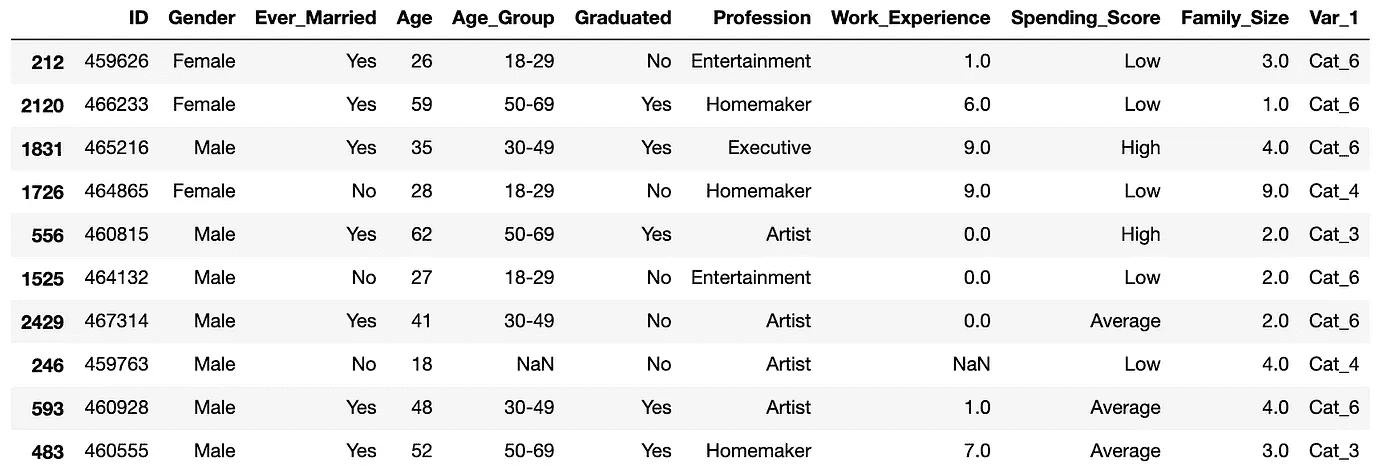 ID Gender Ever_Married Age Age_Group Graduated Profession Work_Experience Spending_Score Family_Size Var_1
212 459626 Female Yes 26 18-29 No Entertainment 1.0 Low 3.0 Cat_6
2120 466233 Female Yes 59 50-69 Yes Homemaker 6.0 Low 1.0 Cat_6
1831 465216 Male Yes 35 30-49 Yes Executive 9.0 High 4.0 Cat_6
1726 464865 Female No 28 18-29 No Homemaker 9.0 Low 9.0 Cat_4
556 460815 Male Yes 62 50-69 Yes Artist 0.0 High 2.0 Cat_3
1525 464132 Male No 27 18-29 No Entertainment 0.0 Low 2.0 Cat_6
2429 467314 Male Yes 41 30-49 No Artist 0.0 Average 2.0 Cat_6
246 459763 Male No 18 NaN No Artist NaN Low 4.0 Cat_4
593 460928 Male Yes 48 30-49 Yes Artist 1.0 Average 4.0 Cat_6
483 460555 Male Yes 52 50-69 Yes Homemaker 7.0 Average 3.0 Cat_3